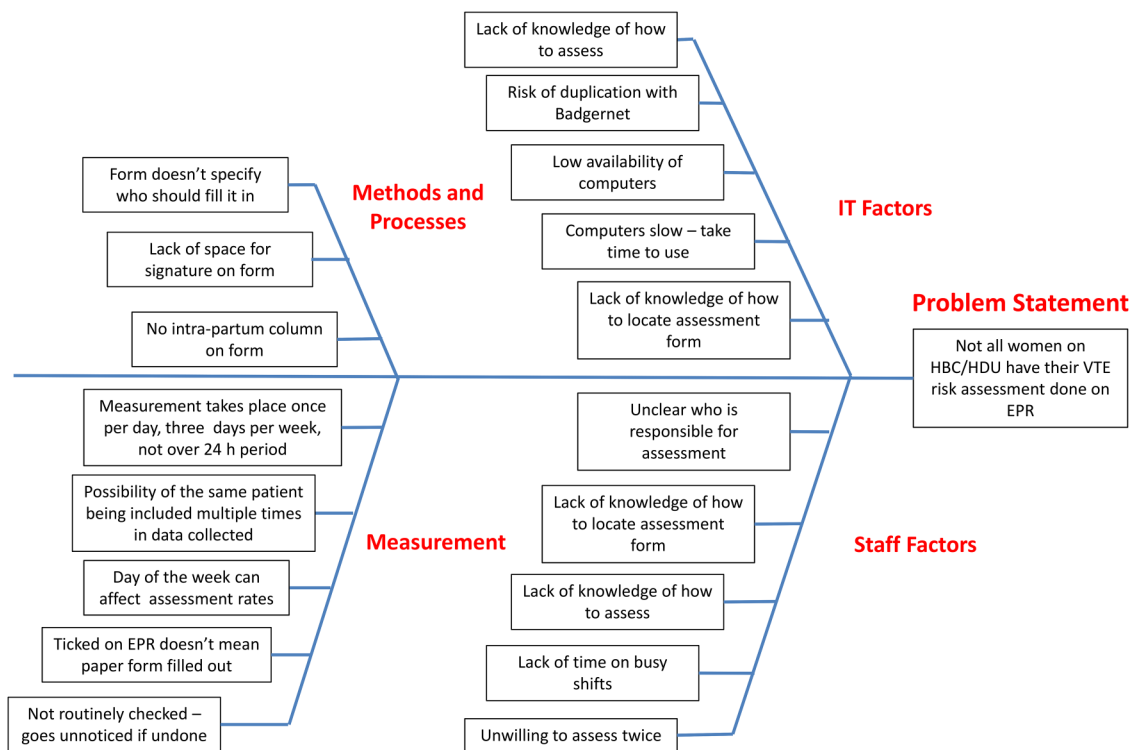 Lack of knowledge of how
to assess
Risk of duplication with
Badgernet
Low availability of
computers
Computers slow – take
time to use
Lack of knowledge of how
to locate assessment
form
IT Factors
Form doesn’t specify
who should fill it in
Lack of space for
signature on form
No intra-partum column
on form
Methods and
Processes
Problem Statement
Not all women on
HBC/HDU have their VTE
risk assessment done on
EPR
Measurement takes place once
per day, three  days per week,
not over 24 h period
Possibility of the same patient
being included multiple times
in data collected
Day of the week can
affect  assessment rates
Ticked on EPR doesn’t mean
paper form filled out
Not routinely checked –
goes unnoticed if undone
Measurement
Unclear who is
responsible for
assessment
Lack of knowledge of how
to locate assessment
form
Lack of knowledge of how
to assess
Lack of time on busy
shifts
Unwilling to assess twice
Staff Factors